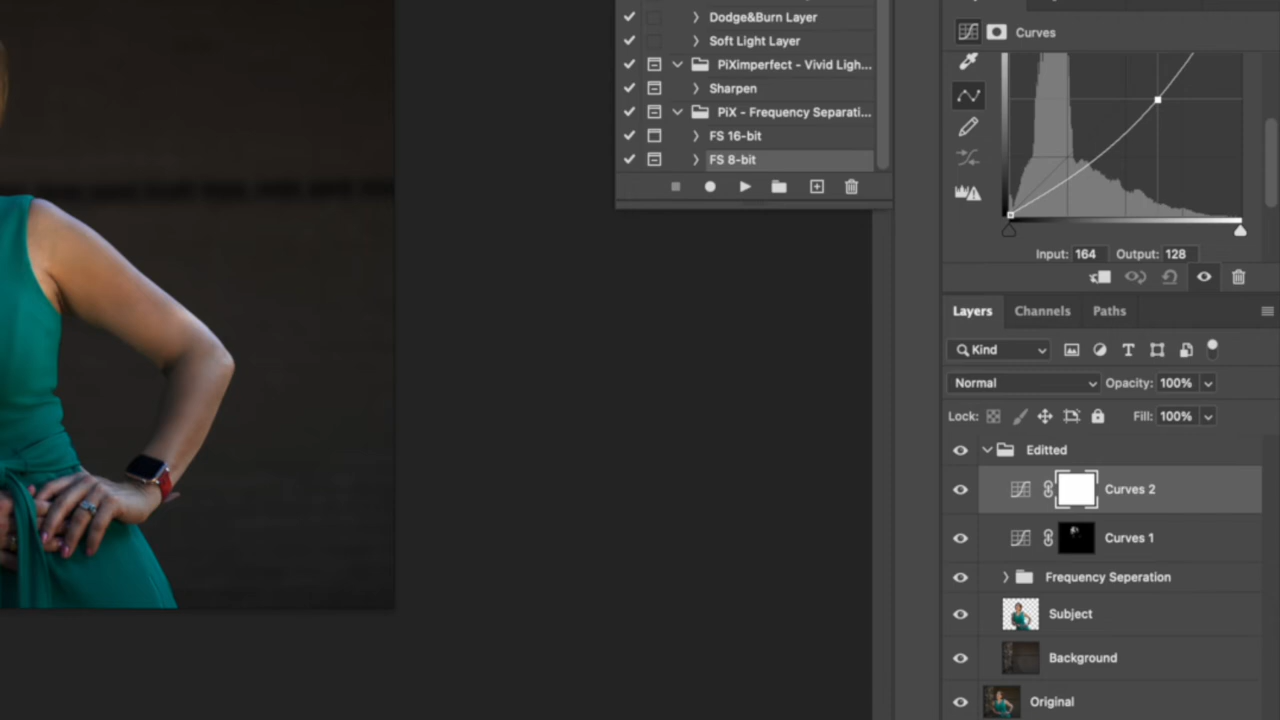 Dodge&Burn Layer
Soft Light Layer
PiXimperfect - Vivid Ligh...
Sharpen
PiX - Frequency Separati...
FS 16-bit
FS 8-bit
Curves
Input: 164 Output: 128
Layers Channels Paths
Kind
Normal Opacity: 100%
Lock: Fill: 100%
Editted
Curves 2
Curves 1
Frequency Seperation
Subject
Background
Original